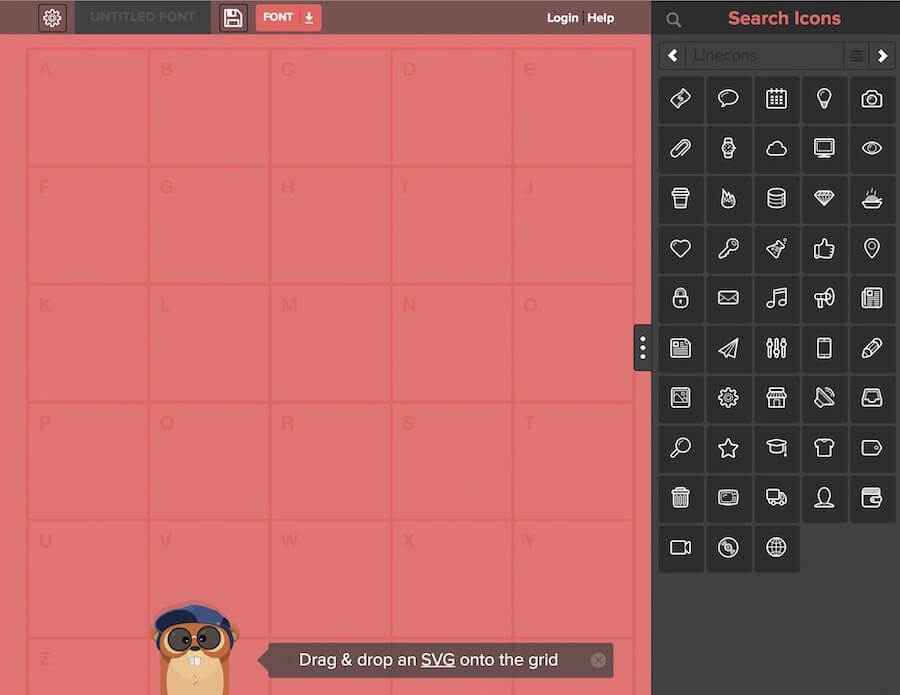 UNTITLED FONT
FONT
Login Help
Search Icons
Linecons
A B C D E
F G H I J
K L M N O
P Q R S T
U V W X Y
Z
Drag & drop an SVG onto the grid